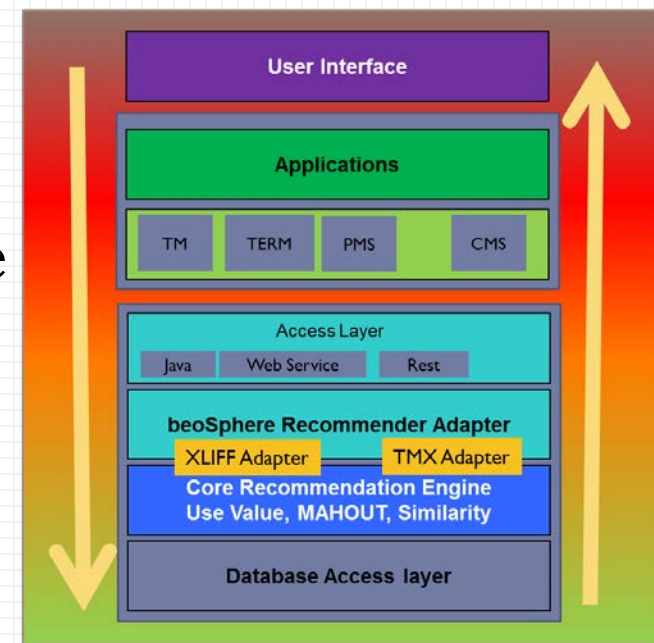 User Interface
Applications
TM TERM PMS CMS
Access Layer
Java Web Service Rest
beoSphere Recommender Adapter
XLIFF Adapter TMX Adapter
Core Recommendation Engine
Use Value, MAHOUT, Similarity
Database Access layer